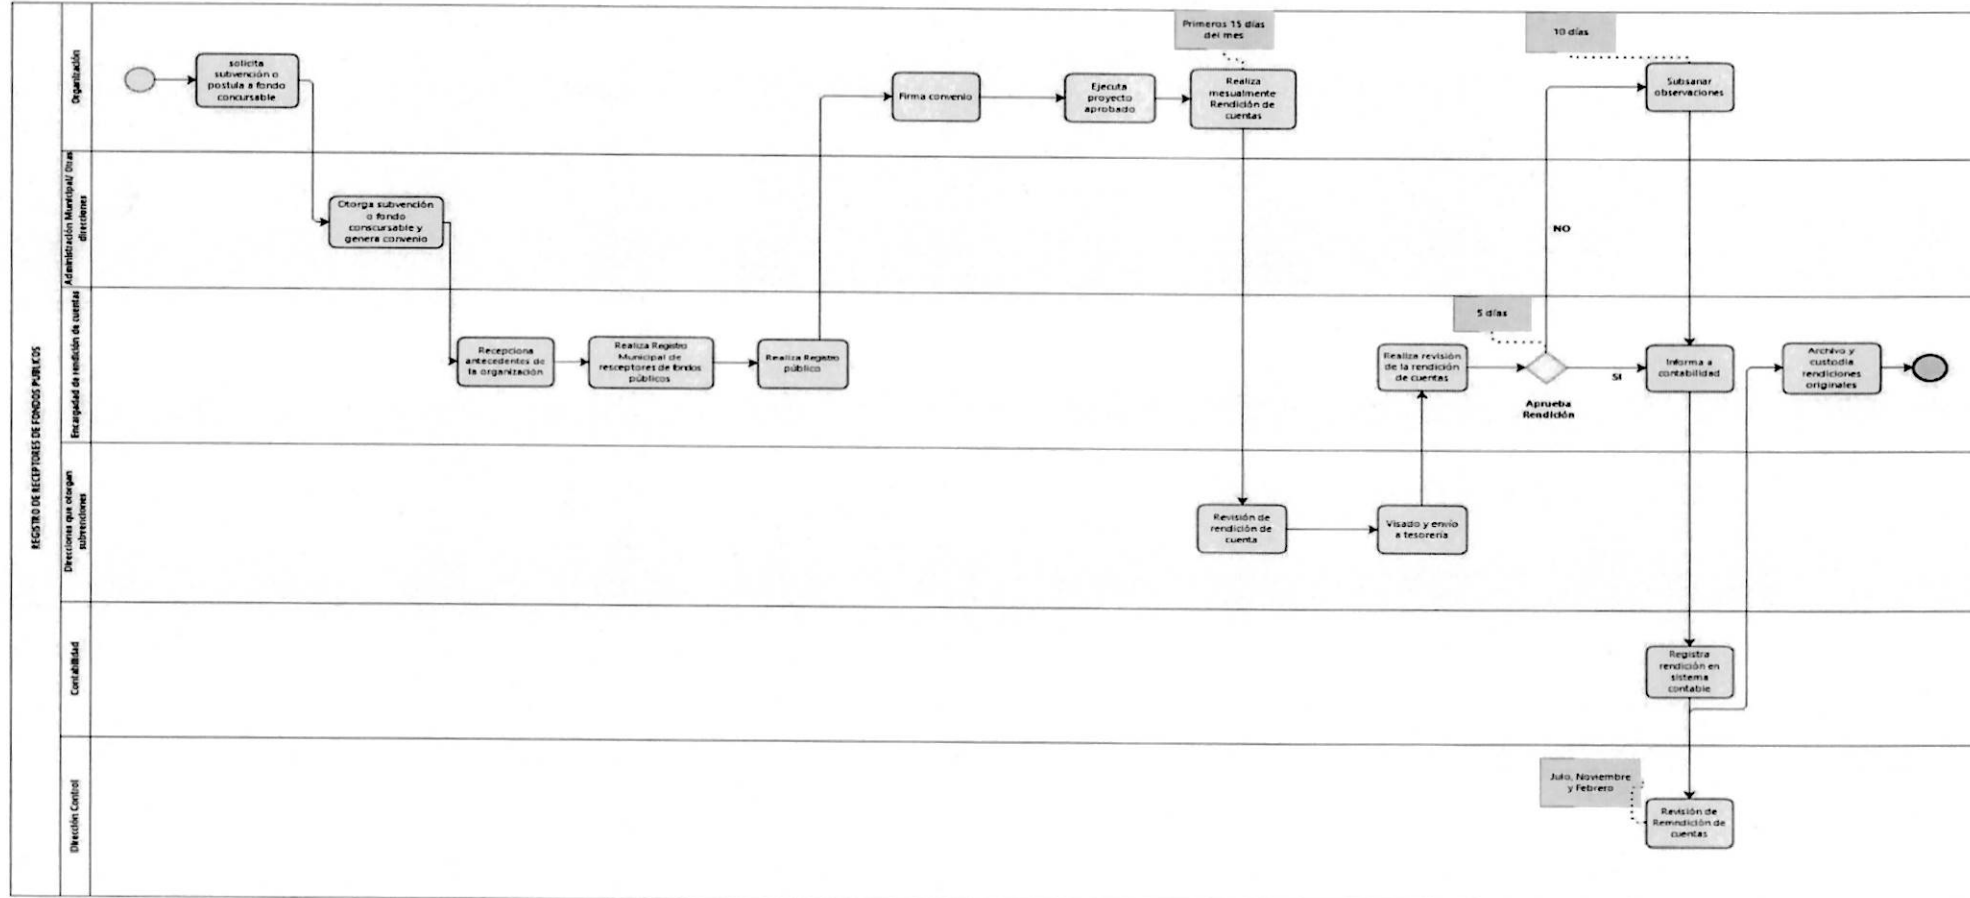 REGISTRO DE RECEPTORES DE FONDOS PUBLICOS
Organización
solicita
subvención o
postula a fondo
concursable
Firma convenio
Ejecuta
proyecto
aprobado
Primeros 15 días
del mes
Realiza
mesualmente
Rendición de
cuentas
10 días
Subsanar
observaciones
Administración Municipal/ Otras
direcciones
Otorga subvención
o fondo
conscursable y
genera convenio
NO
Encargadad de rendición de cuentas
Recepciona
antecedentes de
la organización
Realiza Registro
Municipal de
resceptores de fondos
públicos
Realiza Registro
público
Realiza revisión
de la rendición
de cuentas
5 días
Aprueba
Rendición
SI
Informa a
contabilidad
Archivo y
custodia
rendiciones
originales
Direcciones que otorgan
subvenciones
Revisión de
rendición de
cuenta
Visado y envío
a tesorería
Contabilidad
Registra
rendición en
sistema
contable
Dirección Control
Julo, Noviembre
y Febrero
Revisión de
Remndición de
cuentas